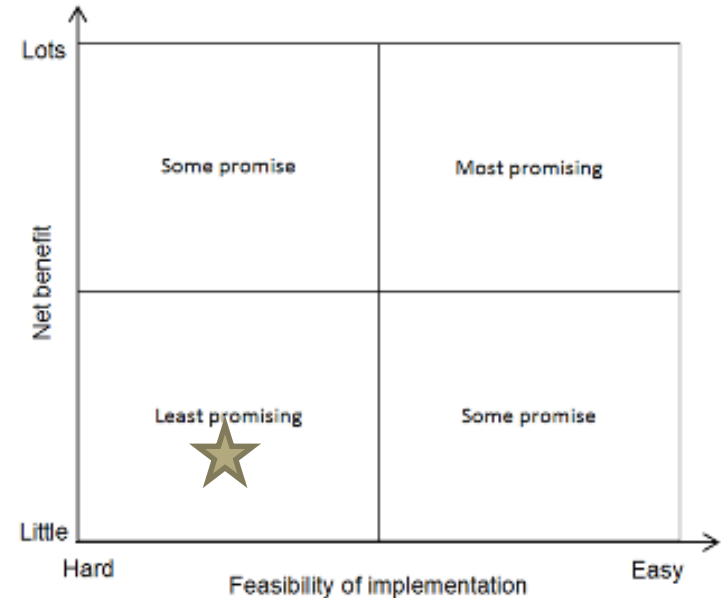 Lots
Some promise
Most promising
Net benefit
Least promising
Some promise
Little
Hard
Easy
Feasibility of implementation